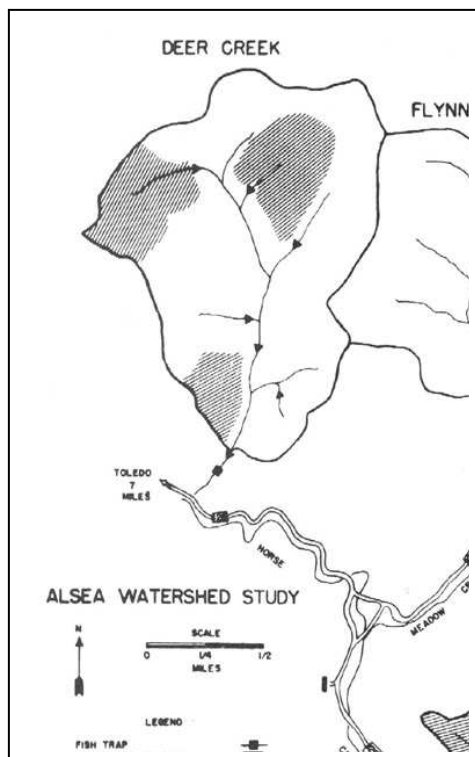 DEER CREEK
FLYNN
TOLEDO
7
MILES
HORSE
MEADOW
ALSEA WATERSHED STUDY
N
SCALE
0 1/4 1/2
MILES
LEGEND
FISH TRAP